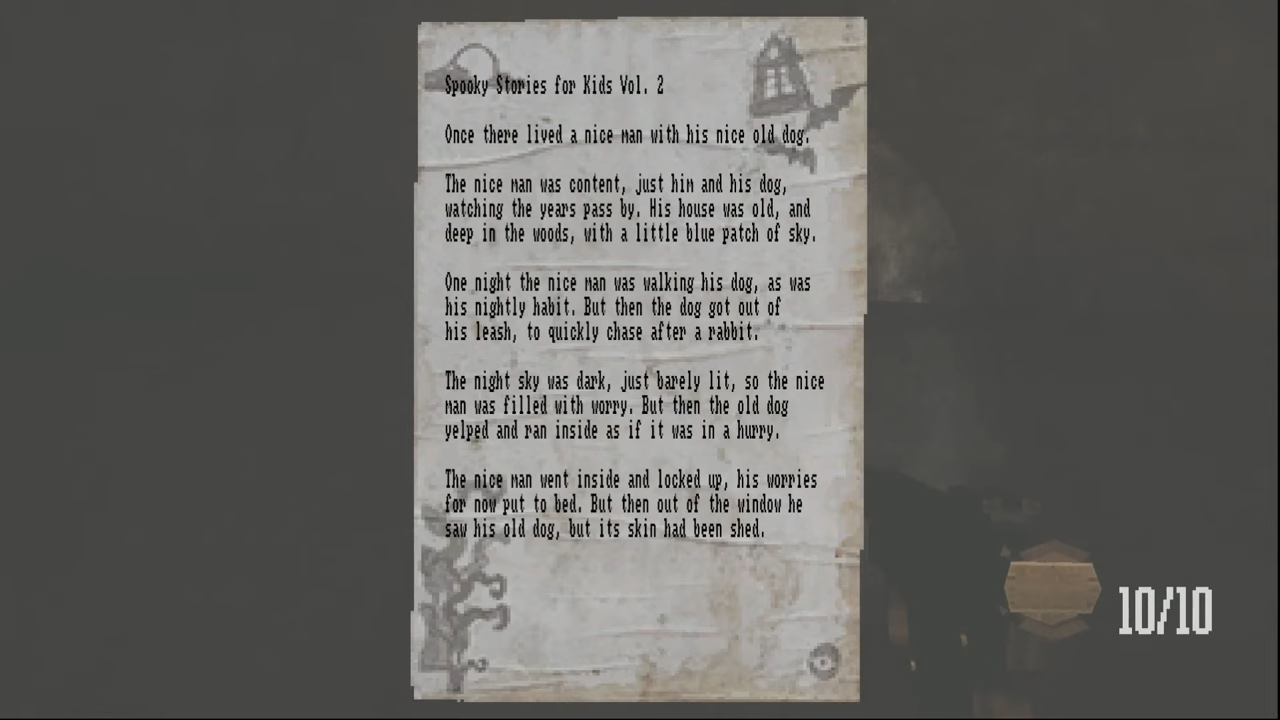 Spooky Stories for Kids Vol. 2
Once there lived a nice man with his nice old dog.
The nice man was content, just him and his dog,
watching the years pass by. His house was old, and
deep in the woods, with a little blue patch of sky.
One night the nice man was walking his dog, as was
his nightly habit. But then the dog got out of
his leash, to quickly chase after a rabbit.
The night sky was dark, just barely lit, so the nice
man was filled with worry. But then the old dog
yelped and ran inside as if it was in a hurry.
The nice man went inside and locked up, his worries
for now put to bed. But then out of the window he
saw his old dog, but its skin had been shed.
10/10